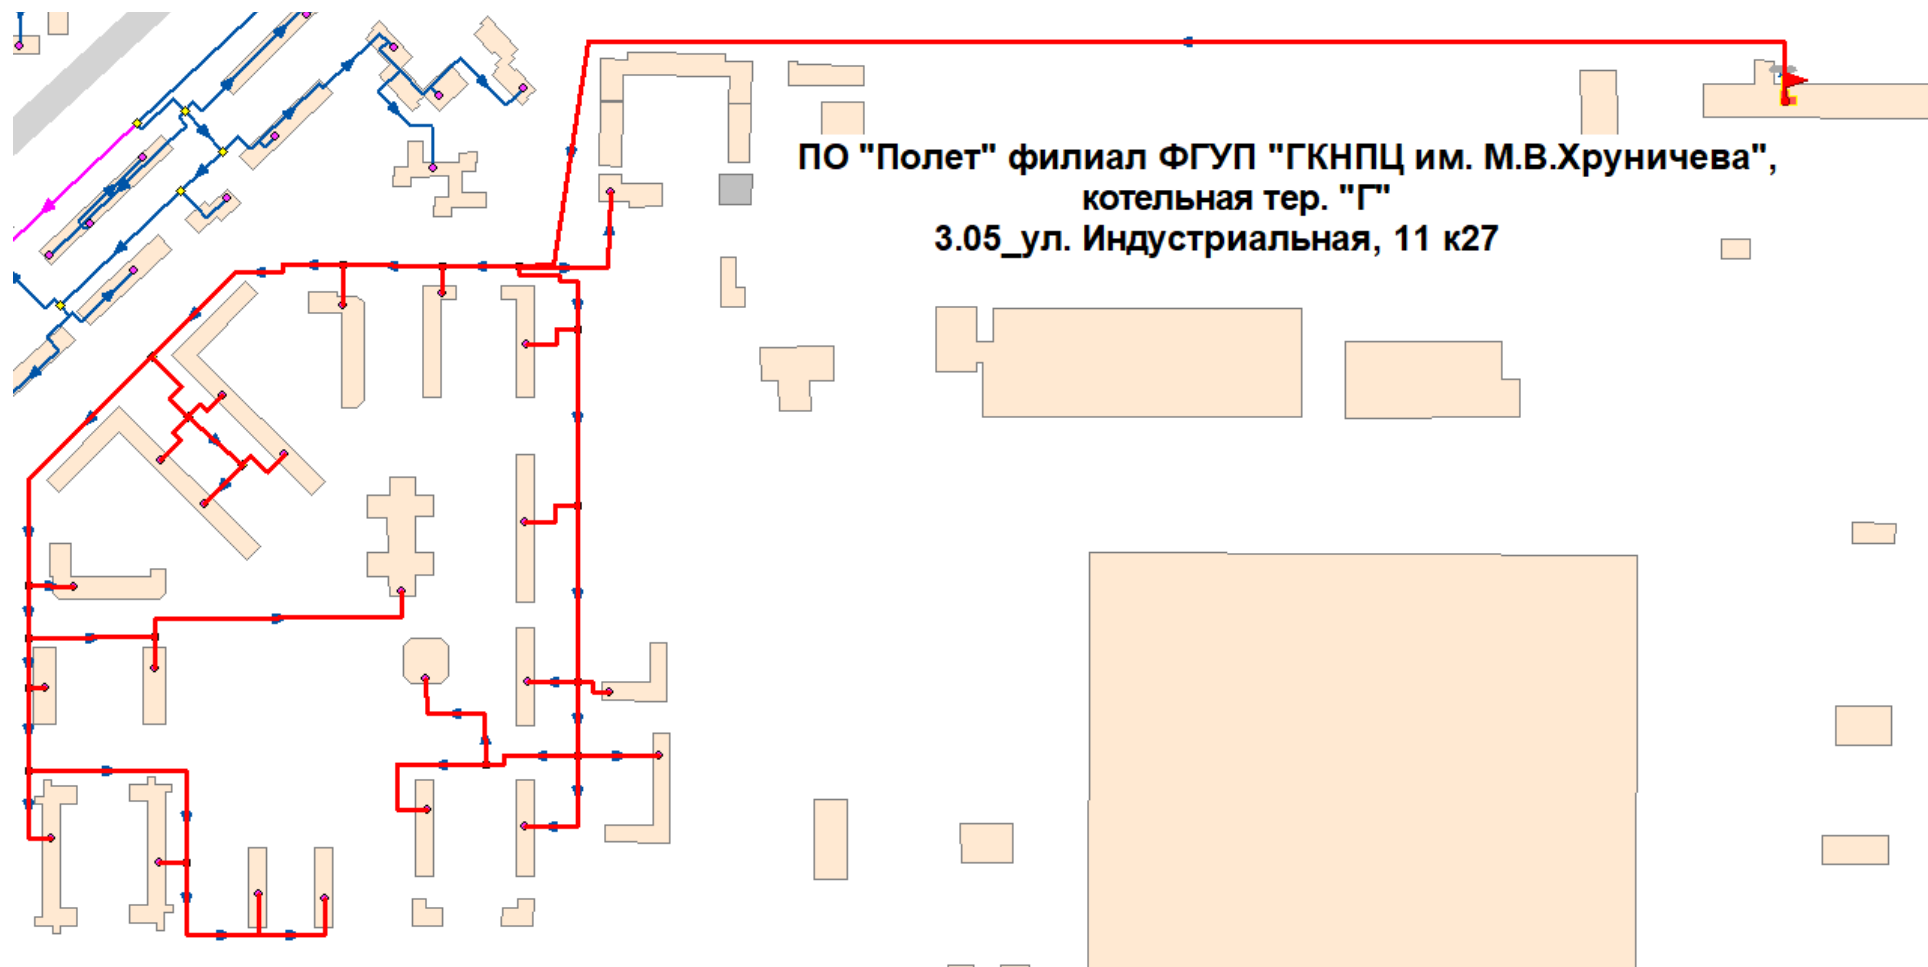 ПО "Полет" филиал ФГУП "ГКНПЦ им. М.В.Хруничева",
котельная тер. "Г"
3.05_ул. Индустриальная, 11 к27